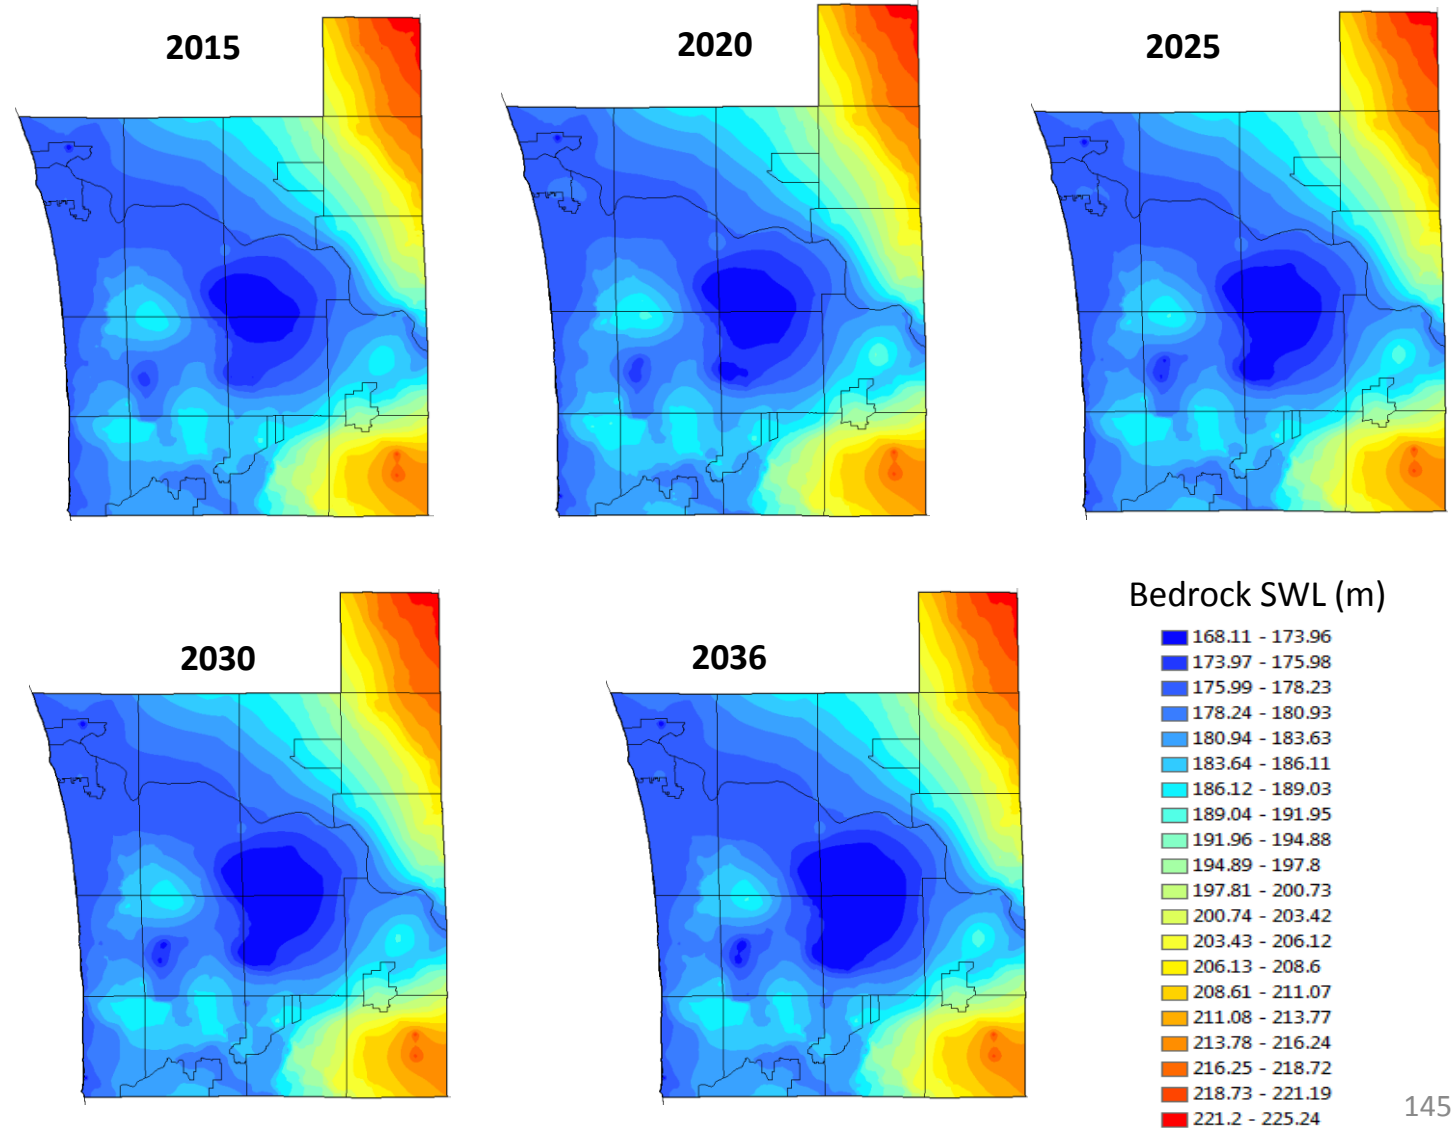 2015
2020
2025
2030
2036
Bedrock SWL (m)
168.11 - 173.96
173.97 - 175.98
175.99 - 178.23
178.24 - 180.93
180.94 - 183.63
183.64 - 186.11
186.12 - 189.03
189.04 - 191.95
191.96 - 194.88
194.89 - 197.8
197.81 - 200.73
200.74 - 203.42
203.43 - 206.12
206.13 - 208.6
208.61 - 211.07
211.08 - 213.77
213.78 - 216.24
216.25 - 218.72
218.73 - 221.19
221.2 - 225.24
145